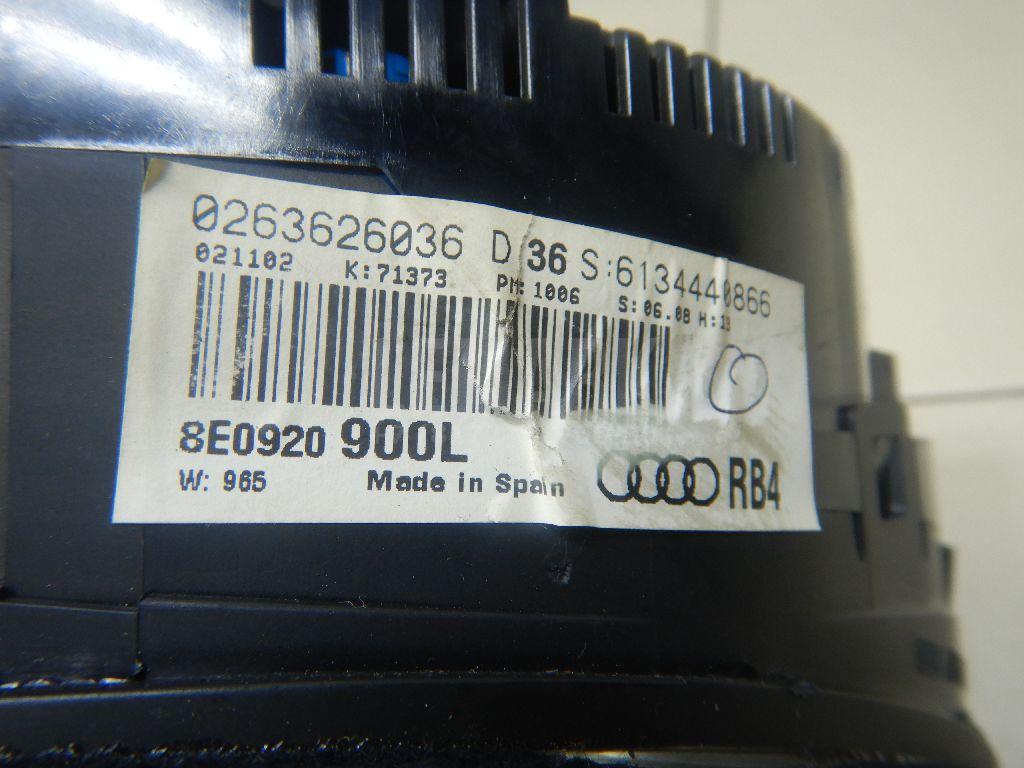 0263626036 D 36 S:6134440866
021102 K:71373 PM:1006 S:06.08 H:13
8E0920 900L
W: 965 Made in Spain RB4